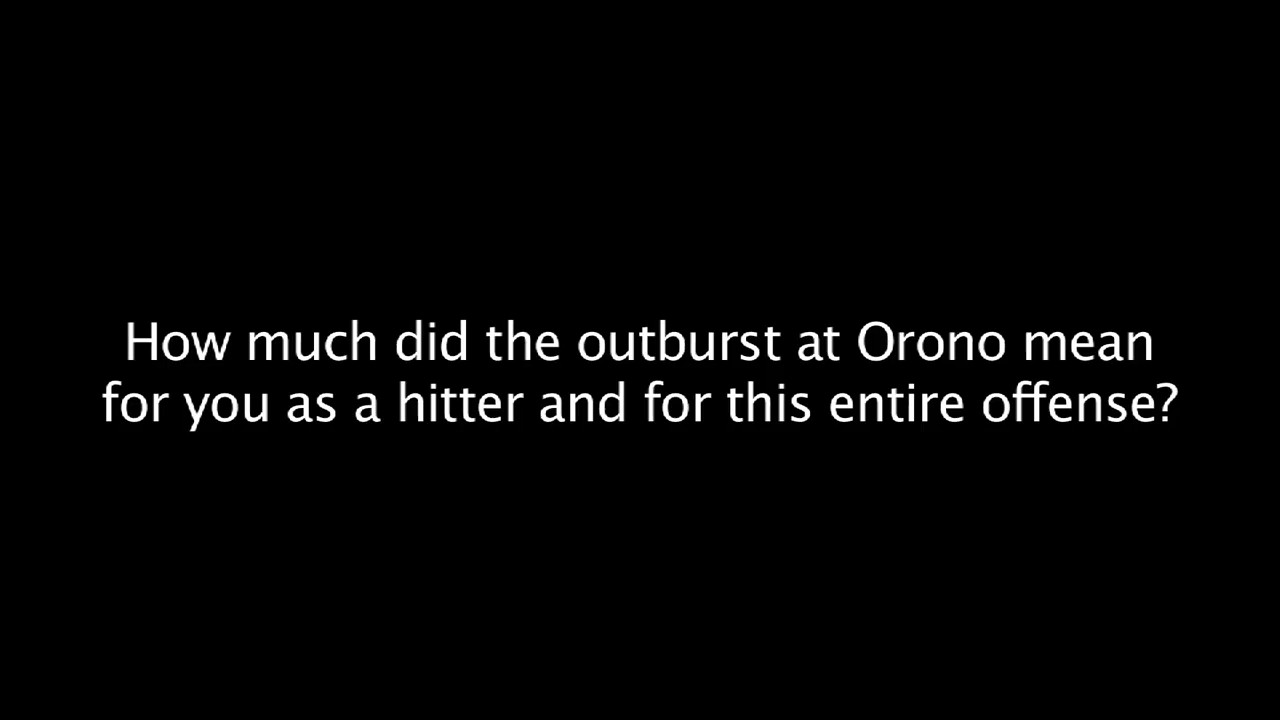 How much did the outburst at Orono mean
for you as a hitter and for this entire offense?